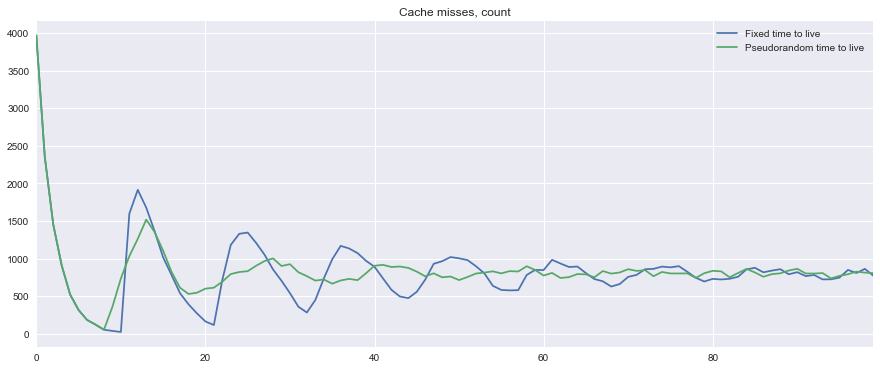 Cache misses, count
Fixed time to live
Pseudorandom time to live
4000
3500
3000
2500
2000
1500
1000
500
0
0 20 40 60 80